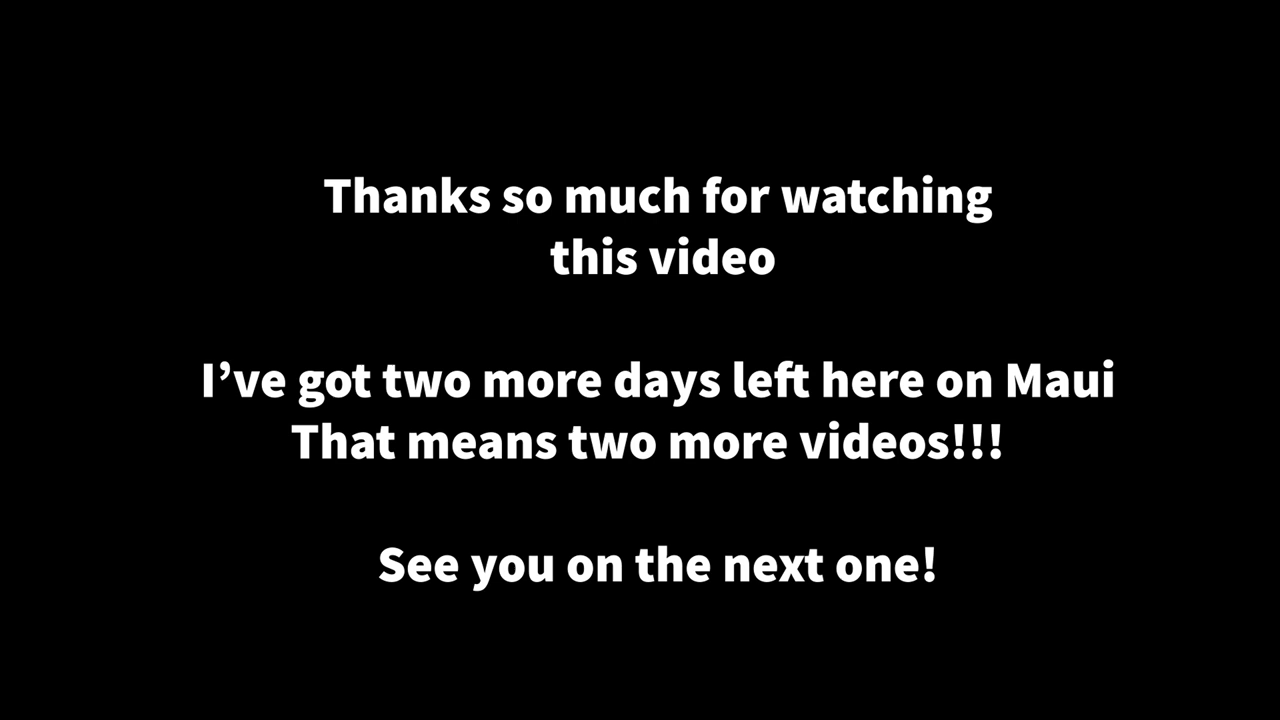 Thanks so much for watching
this video
I’ve got two more days left here on Maui
That means two more videos!!!
See you on the next one!